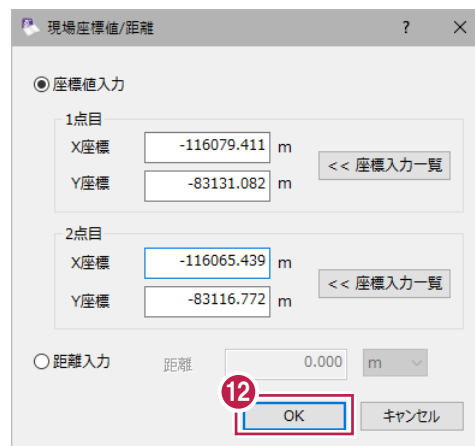 現場座標値/距離 ? ×
座標値入力
1点目
X座標 -116079.411 m
<< 座標入力一覧
Y座標 -83131.082 m
2点目
X座標 -116065.439 m
<< 座標入力一覧
Y座標 -83116.772 m
距離入力 距離 0.000 m
12
OK キャンセル